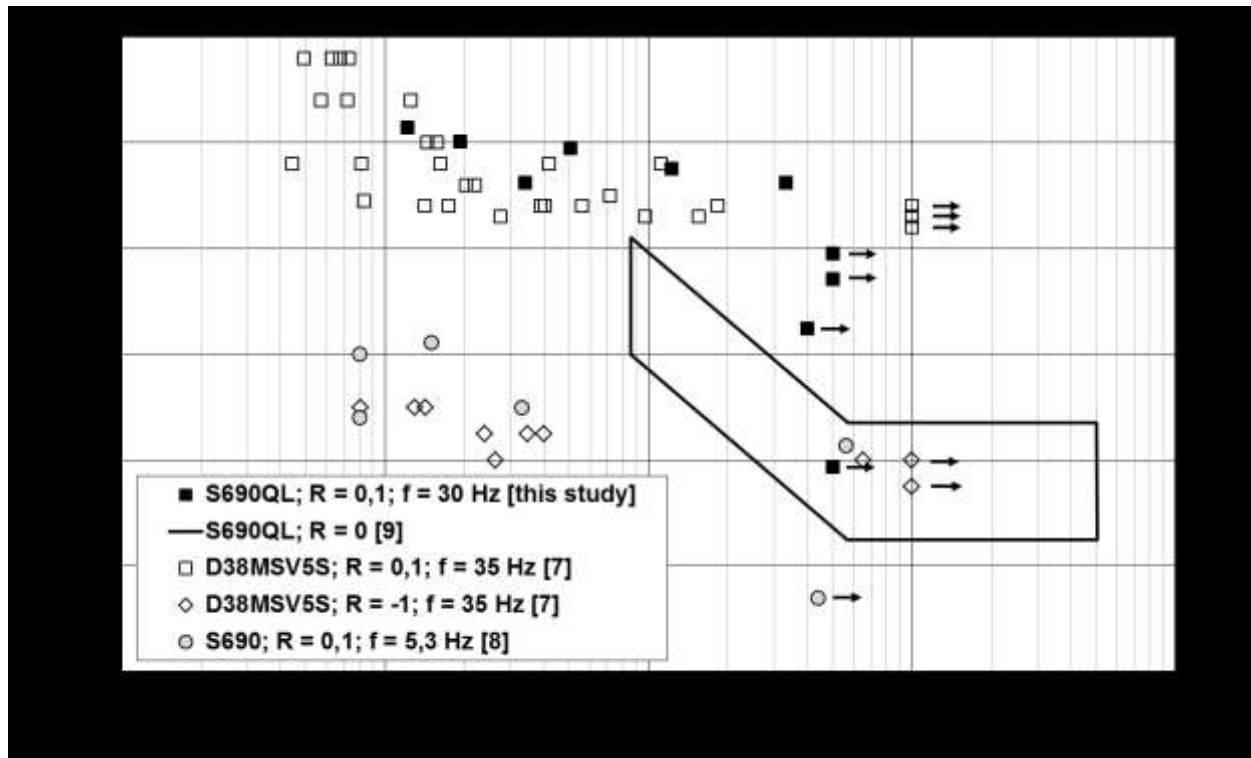 S690QL; R = 0,1; f = 30 Hz [this study]
S690QL; R = 0 [9]
D38MSV5S; R = 0,1; f = 35 Hz [7]
D38MSV5S; R = -1; f = 35 Hz [7]
S690; R = 0,1; f = 5,3 Hz [8]